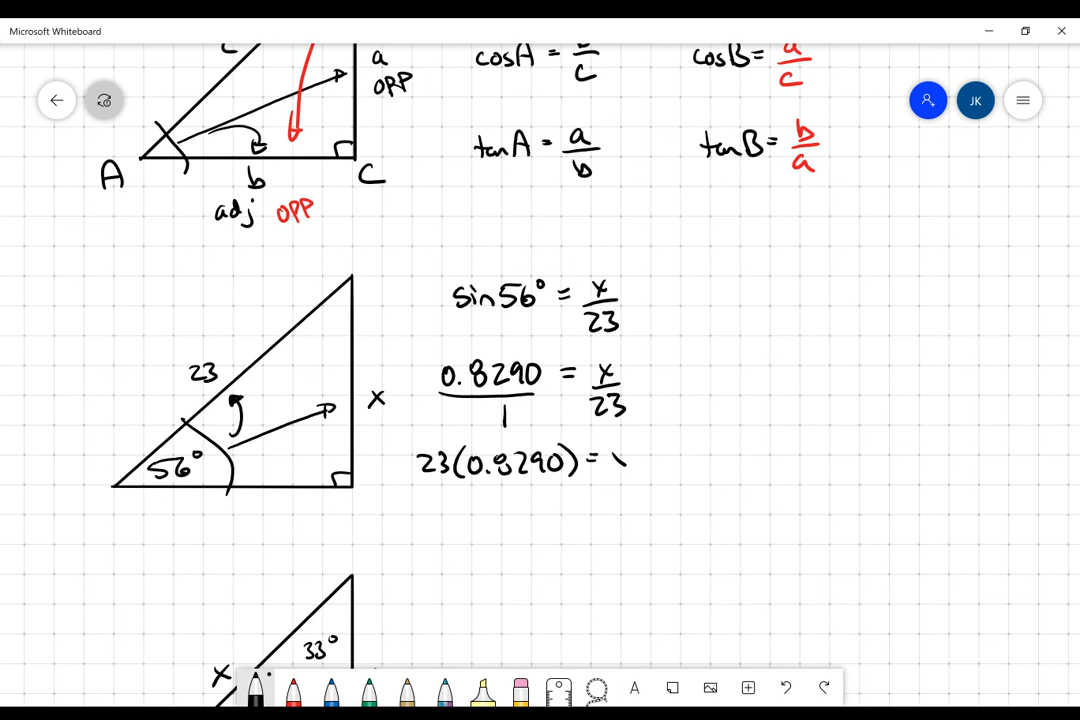 Microsoft Whiteboard
a
OPP
cosA = /c
cosB = a/c
JK
tanA = a/b
tanB = b/a
A
b
C
adj OPP
sin56° = x/23
23
0.8290/1 = x/23
x
56°
23(0.8290) =
33°
x
A